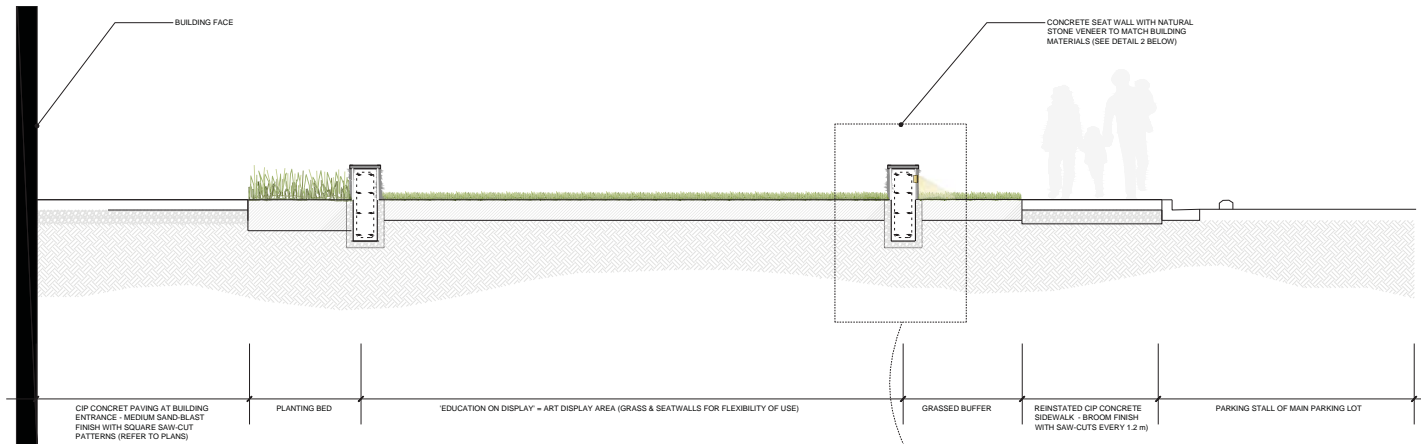 BUILDING FACE
CONCRETE SEAT WALL WITH NATURAL
STONE VENEER TO MATCH BUILDING
MATERIALS (SEE DETAIL 2 BELOW)
CIP CONCRET PAVING AT BUILDING
ENTRANCE - MEDIUM SAND-BLAST
FINISH WITH SQUARE SAW-CUT
PATTERNS (REFER TO PLANS)
PLANTING BED
'EDUCATION ON DISPLAY' = ART DISPLAY AREA (GRASS & SEATWALLS FOR FLEXIBILITY OF USE)
GRASSED BUFFER
REINSTATED CIP CONCRETE
SIDEWALK - BROOM FINISH
WITH SAW-CUTS EVERY 1.2 m)
PARKING STALL OF MAIN PARKING LOT